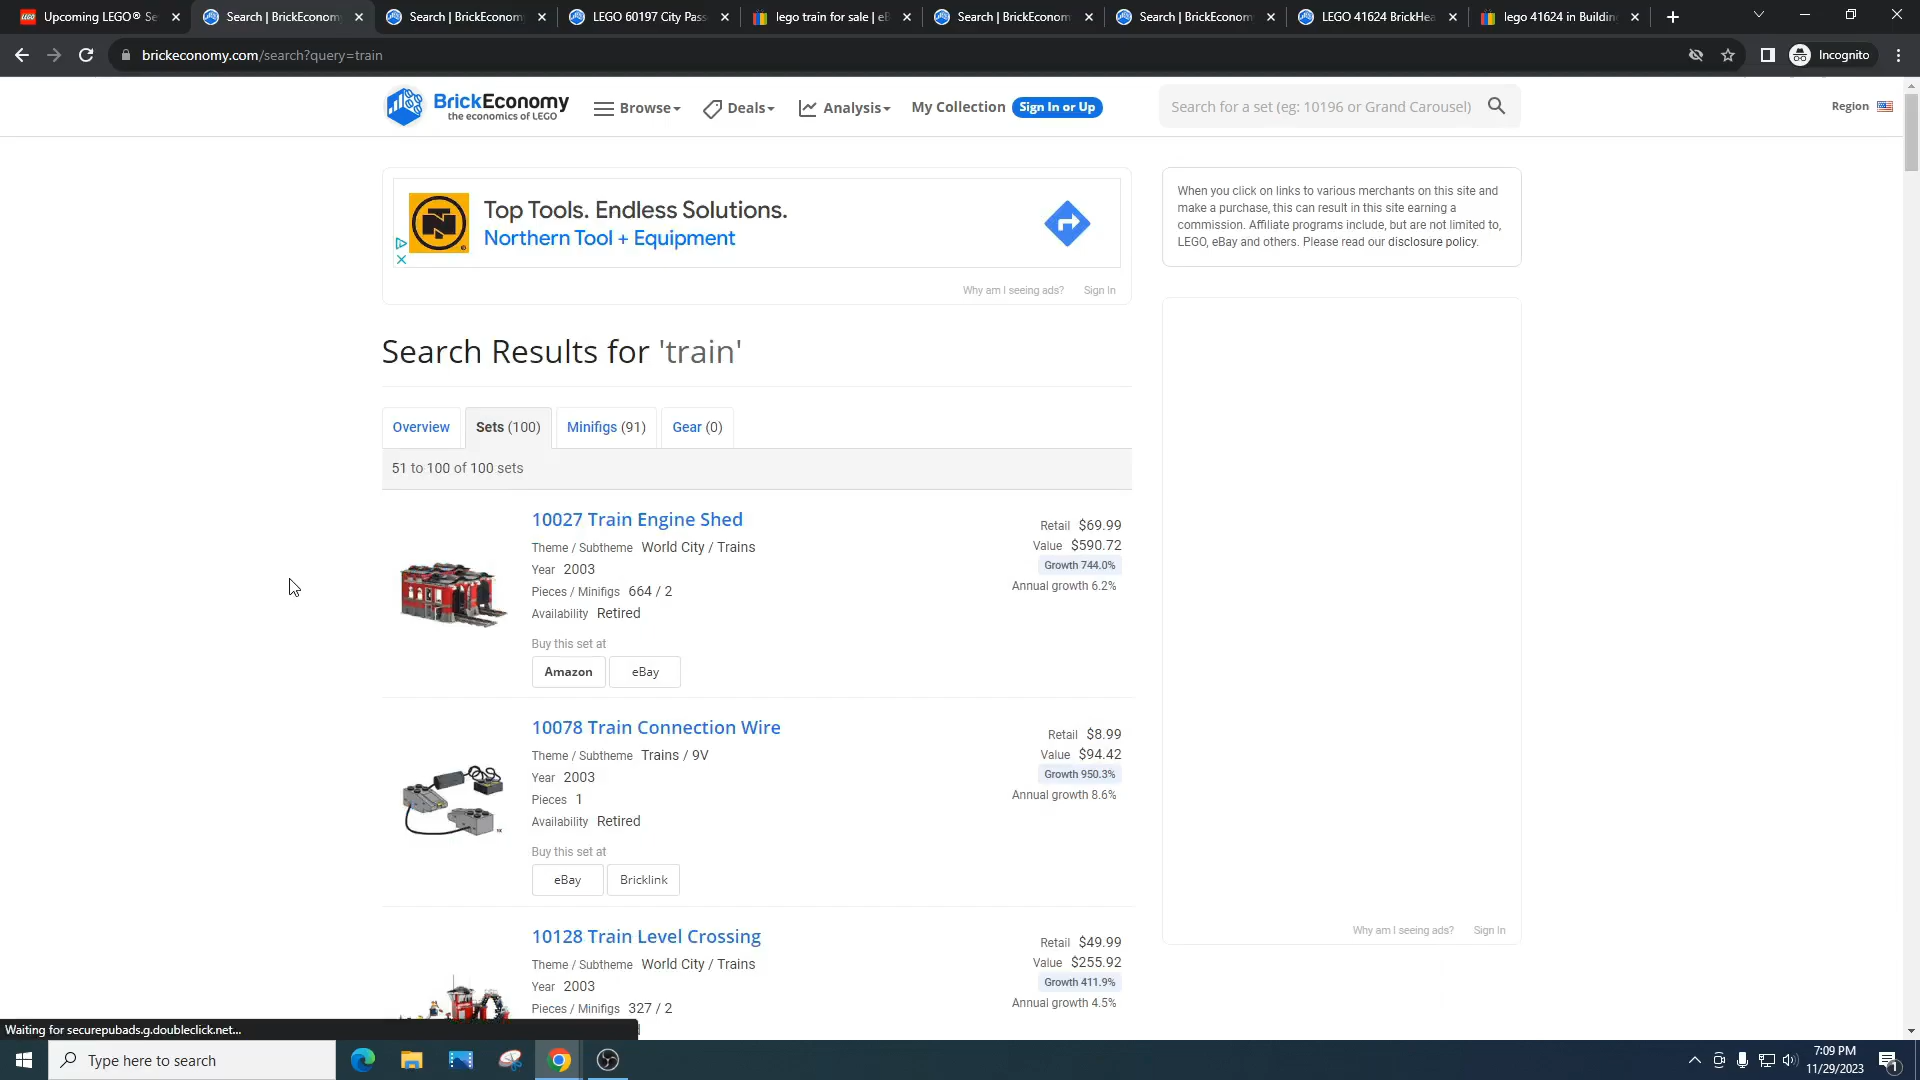 Upcoming LEGO® Se
Search | BrickEconom
Search | BrickEconom
LEGO 60197 City Pass
lego train for sale | eB
Search | BrickEconom
Search | BrickEconom
LEGO 41624 BrickHea
lego 41624 in Buildin
brickeconomy.com/search?query=train
Incognito
BrickEconomy
the economics of LEGO
Browse
Deals
Analysis
My Collection
Sign In or Up
Search for a set (eg: 10196 or Grand Carousel)
Region
Top Tools. Endless Solutions.
Northern Tool + Equipment
Why am I seeing ads?
Sign In
When you click on links to various merchants on this site and
make a purchase, this can result in this site earning a
commission. Affiliate programs include, but are not limited to,
LEGO, eBay and others. Please read our disclosure policy.
Search Results for 'train'
Overview
Sets (100)
Minifigs (91)
Gear (0)
51 to 100 of 100 sets
10027 Train Engine Shed
Theme / Subtheme World City / Trains
Year 2003
Pieces / Minifigs 664 / 2
Availability Retired
Buy this set at
Amazon
eBay
Retail $69.99
Value $590.72
Growth 744.0%
Annual growth 6.2%
10078 Train Connection Wire
Theme / Subtheme Trains / 9V
Year 2003
Pieces 1
Availability Retired
Buy this set at
eBay
Bricklink
Retail $8.99
Value $94.42
Growth 950.3%
Annual growth 8.6%
10128 Train Level Crossing
Theme / Subtheme World City / Trains
Year 2003
Pieces / Minifigs 327 / 2
Retail $49.99
Value $255.92
Growth 411.9%
Annual growth 4.5%
Why am I seeing ads?
Sign In
Waiting for securepubads.g.doubleclick.net...
Type here to search
7:09 PM
11/29/2023
1